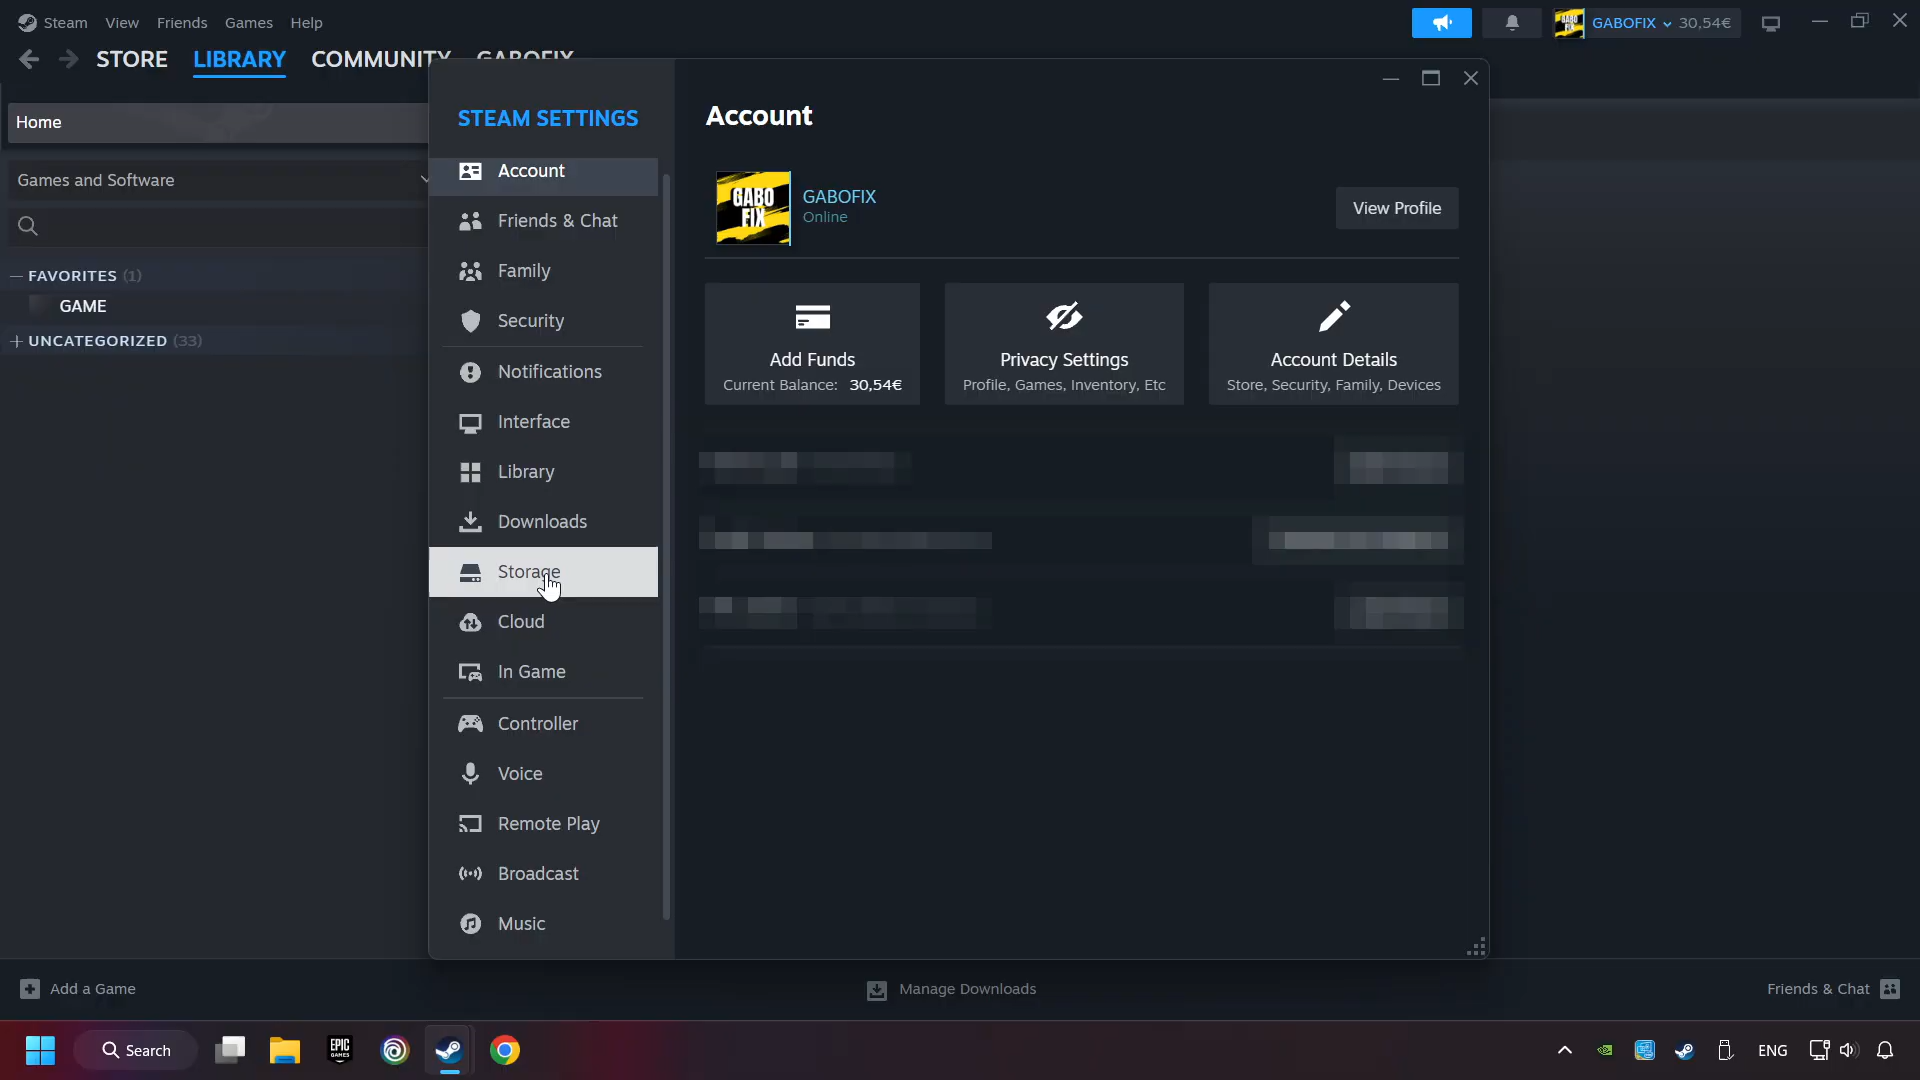 Steam View Friends Games Help
GABOFIX 30,54€
STORE LIBRARY COMMUNITY GABOFIX
Home
Games and Software
FAVORITES (1)
GAME
UNCATEGORIZED (33)
STEAM SETTINGS
Account
Friends & Chat
Family
Security
Notifications
Interface
Library
Downloads
Storage
Cloud
In Game
Controller
Voice
Remote Play
Broadcast
Music
Account
GABO
FIX
GABOFIX
Online
View Profile
Add Funds
Current Balance: 30,54€
Privacy Settings
Profile, Games, Inventory, Etc
Account Details
Store, Security, Family, Devices
Add a Game
Manage Downloads
Friends & Chat
Search
EPIC
GAMES
ENG